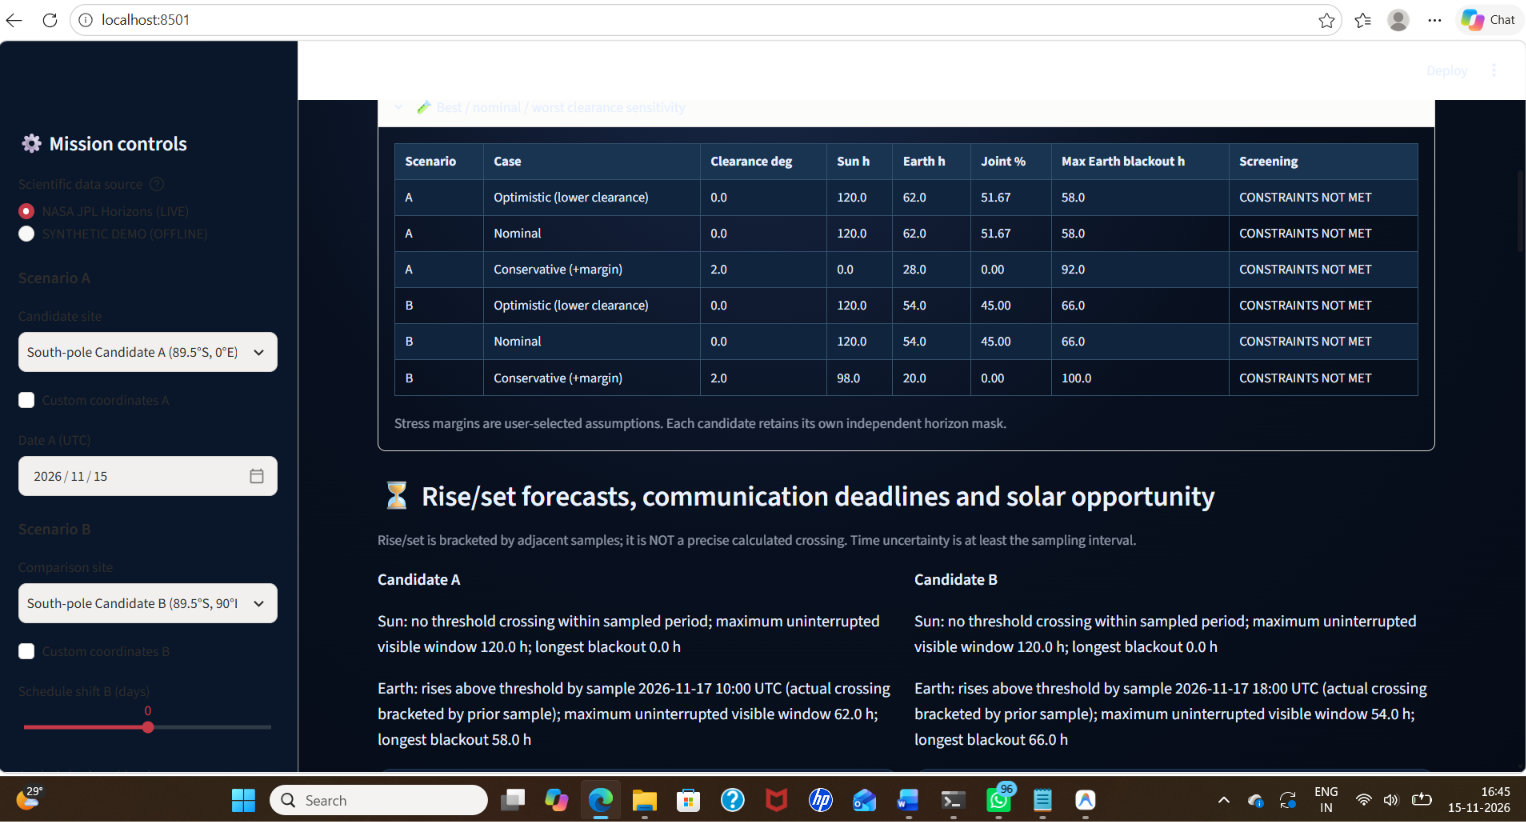 localhost:8501
Chat
Deploy
Mission controls
Scientific data source
NASA JPL Horizons (LIVE)
SYNTHETIC DEMO (OFFLINE)
Scenario A
Candidate site
South-pole Candidate A (89.5°S, 0°E)
Custom coordinates A
Date A (UTC)
2026/11/15
Scenario B
Comparison site
South-pole Candidate B (89.5°S, 90°I
Custom coordinates B
Schedule shift B (days)
0
Best / nominal / worst clearance sensitivity
Scenario Case Clearance deg Sun h Earth h Joint % Max Earth blackout h Screening
A Optimistic (lower clearance) 0.0 120.0 62.0 51.67 58.0 CONSTRAINTS NOT MET
A Nominal 0.0 120.0 62.0 51.67 58.0 CONSTRAINTS NOT MET
A Conservative (+margin) 2.0 0.0 28.0 0.00 92.0 CONSTRAINTS NOT MET
B Optimistic (lower clearance) 0.0 120.0 54.0 45.00 66.0 CONSTRAINTS NOT MET
B Nominal 0.0 120.0 54.0 45.00 66.0 CONSTRAINTS NOT MET
B Conservative (+margin) 2.0 98.0 20.0 0.00 100.0 CONSTRAINTS NOT MET
Stress margins are user-selected assumptions. Each candidate retains its own independent horizon mask.
Rise/set forecasts, communication deadlines and solar opportunity
Rise/set is bracketed by adjacent samples; it is NOT a precise calculated crossing. Time uncertainty is at least the sampling interval.
Candidate A
Sun: no threshold crossing within sampled period; maximum uninterrupted
visible window 120.0 h; longest blackout 0.0 h
Earth: rises above threshold by sample 2026-11-17 10:00 UTC (actual crossing
bracketed by prior sample); maximum uninterrupted visible window 62.0 h;
longest blackout 58.0 h
Candidate B
Sun: no threshold crossing within sampled period; maximum uninterrupted
visible window 120.0 h; longest blackout 0.0 h
Earth: rises above threshold by sample 2026-11-17 18:00 UTC (actual crossing
bracketed by prior sample); maximum uninterrupted visible window 54.0 h;
longest blackout 66.0 h
29°
Search
hp
96
ENG
IN
16:45
15-11-2026